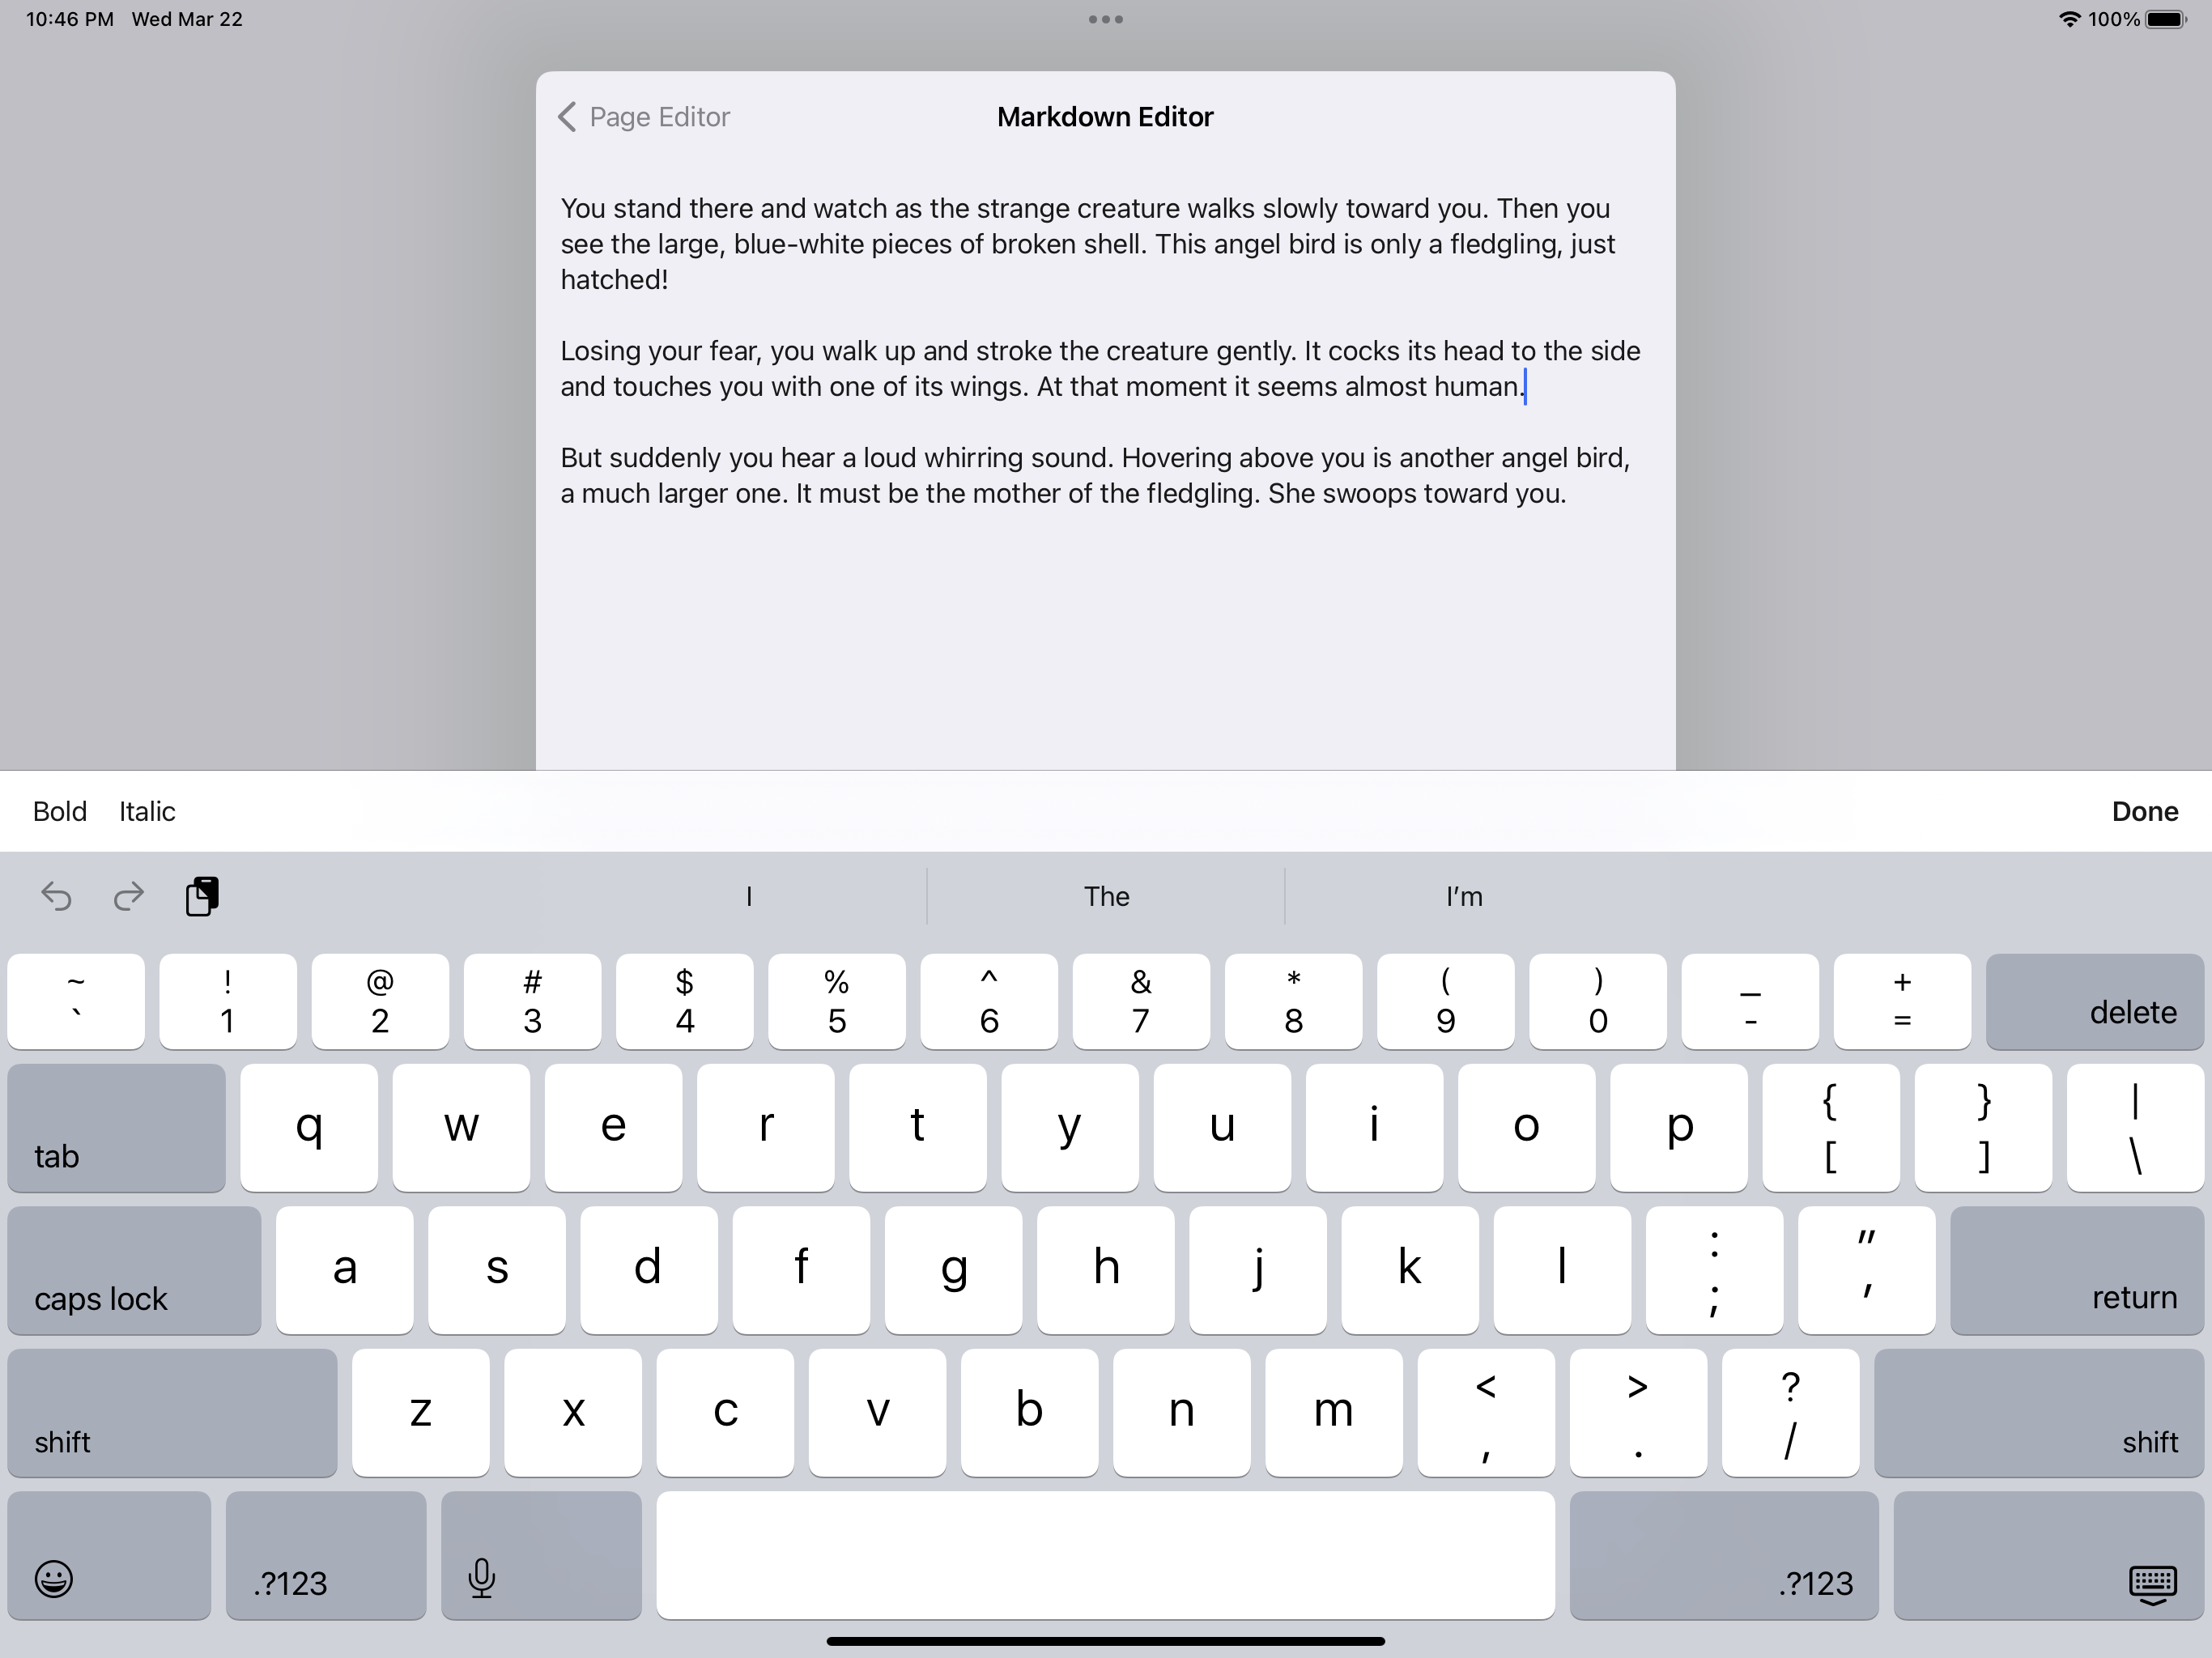 10:46 PM Wed Mar 22
100%
Page Editor
Markdown Editor
You stand there and watch as the strange creature walks slowly toward you. Then you
see the large, blue-white pieces of broken shell. This angel bird is only a fledgling, just
hatched!
Losing your fear, you walk up and stroke the creature gently. It cocks its head to the side
and touches you with one of its wings. At that moment it seems almost human.
But suddenly you hear a loud whirring sound. Hovering above you is another angel bird,
a much larger one. It must be the mother of the fledgling. She swoops toward you.
Bold Italic Done
I The I’m
~ ! @ # $ % ^ & * ( ) _ +
` 1 2 3 4 5 6 7 8 9 0 - = delete
tab q w e r t y u i o p { } |
[ ] \
caps lock a s d f g h j k l : "
; ' return
shift z x c v b n m < > ?
, . / shift
.?123 .?123